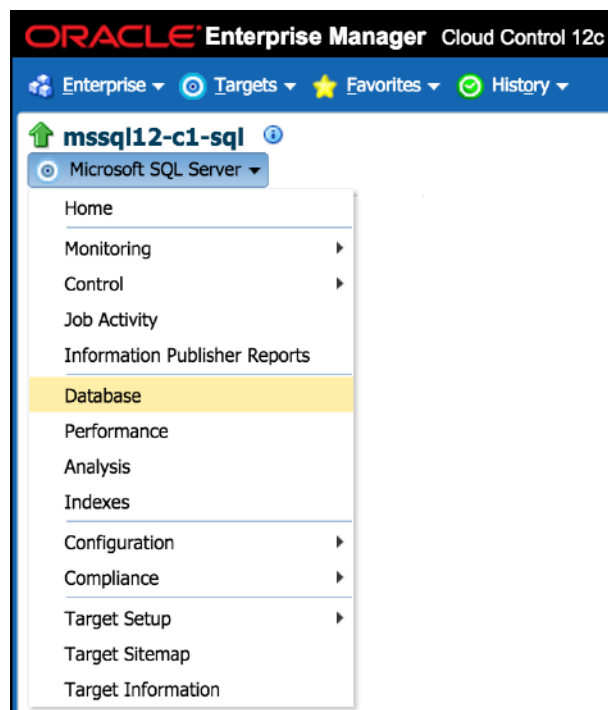 ORACLE Enterprise Manager Cloud Control 12c
Enterprise Targets Favorites History
mssql12-c1-sql
Microsoft SQL Server
Home
Monitoring
Control
Job Activity
Information Publisher Reports
Database
Performance
Analysis
Indexes
Configuration
Compliance
Target Setup
Target Sitemap
Target Information